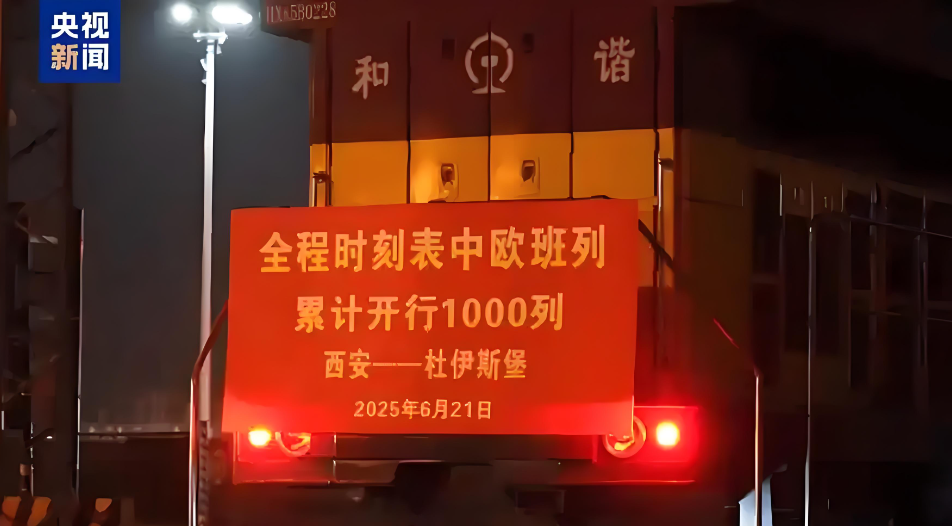 央视
新闻
HXN5B0228
和 谐
全程时刻表中欧班列
累计开行1000列
西安——杜伊斯堡
2025年6月21日